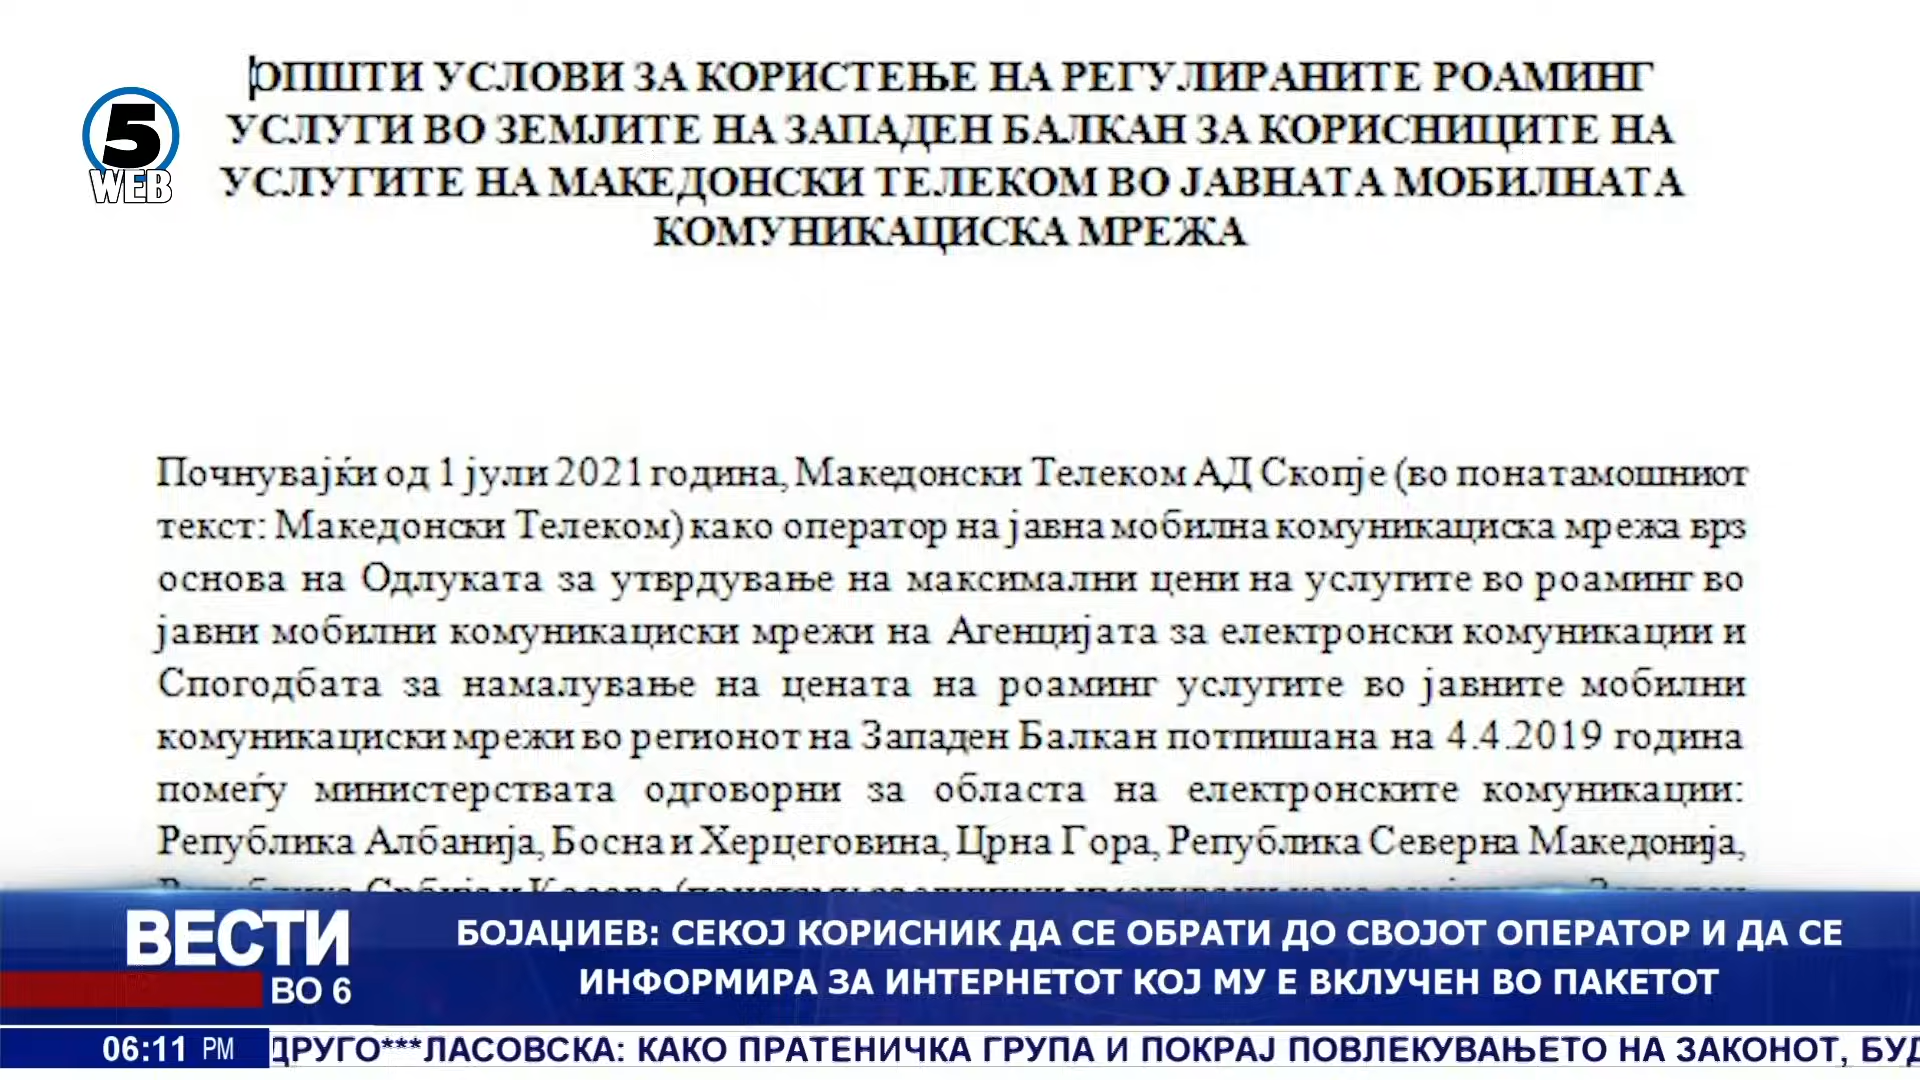 ОПШТИ УСЛОВИ ЗА КОРИСТЕЊЕ НА РЕГУЛИРАНИТЕ РОАМИНГ
УСЛУГИ ВО ЗЕМЈИТЕ НА ЗАПАДЕН БАЛКАН ЗА КОРИСНИЦИТЕ НА
УСЛУГИТЕ НА МАКЕДОНСКИ ТЕЛЕКОМ ВО ЈАВНАТА МОБИЛНАТА
КОМУНИКАЦИСКА МРЕЖА
5
WEB
Почнувајќи од 1 јули 2021 година, Македонски Телеком АД Скопје (во понатамошниот
текст: Македонски Телеком) како оператор на јавна мобилна комуникациска мрежа врз
основа на Одлуката за утврдување на максимални цени на услугите во роаминг во
јавни мобилни комуникациски мрежи на Агенцијата за електронски комуникации и
Спогодбата за намалување на цената на роаминг услугите во јавните мобилни
комуникациски мрежи во регионот на Западен Балкан потпишана на 4.4.2019 година
помеѓу министерствата одговорни за областа на електронските комуникации:
Република Албанија, Босна и Херцеговина, Црна Гора, Република Северна Македонија,
ВЕСТИ
ВО 6
БОЈАЏИЕВ: СЕКОЈ КОРИСНИК ДА СЕ ОБРАТИ ДО СВОЈОТ ОПЕРАТОР И ДА СЕ
ИНФОРМИРА ЗА ИНТЕРНЕТОТ КОЈ МУ Е ВКЛУЧЕН ВО ПАКЕТОТ
06:11 PM
ДРУГО***ЛАСОВСКА: КАКО ПРАТЕНИЧКА ГРУПА И ПОКРАЈ ПОВЛЕКУВАЊЕТО НА ЗАКОНОТ,